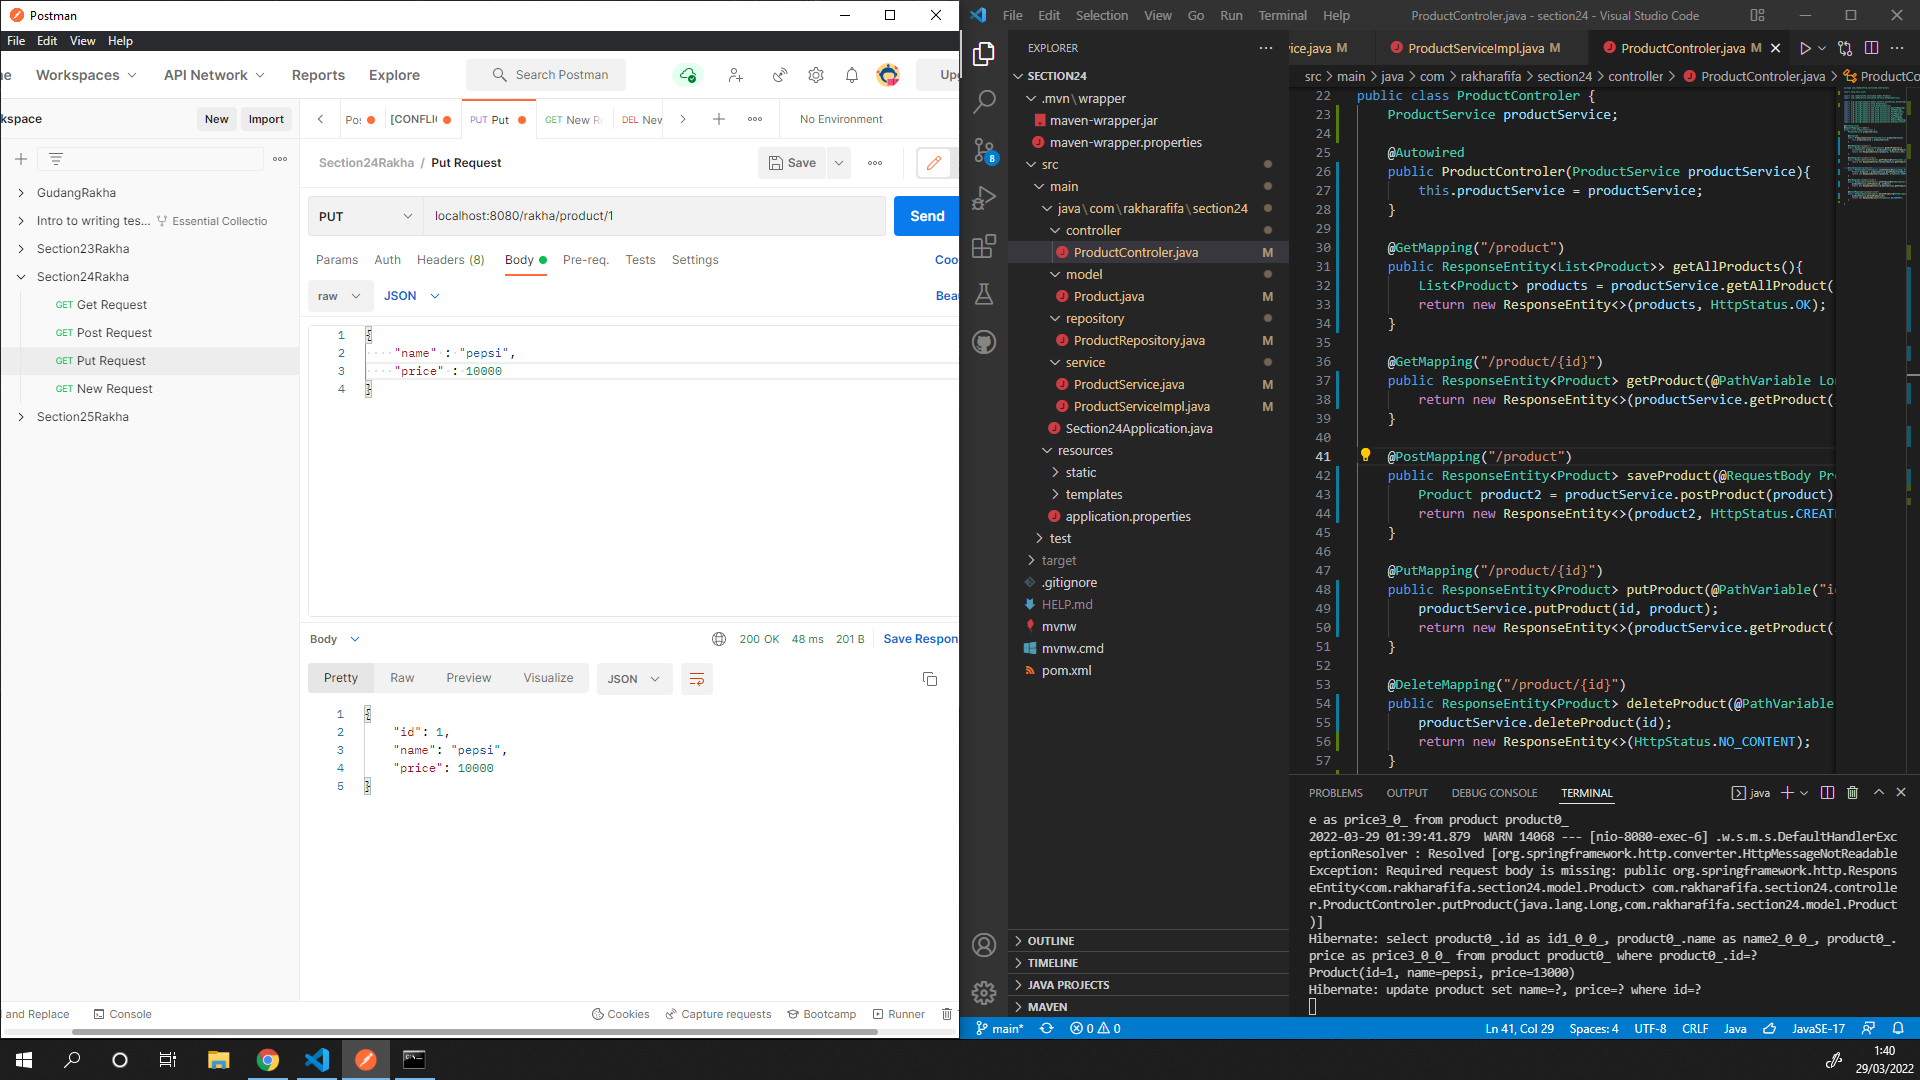 Postman
File Edit View Help
ne Workspaces API Network Reports Explore Search Postman Up
kspace New Import
Pos [CONFLIC PUT Put GET New R DEL New No Environment
Section24Rakha / Put Request Save
GudangRakha
Intro to writing tes... Essential Collectio
Section23Rakha
Section24Rakha
GET Get Request
GET Post Request
GET Put Request
GET New Request
Section25Rakha
PUT localhost:8080/rakha/product/1 Send
Params Auth Headers (8) Body Pre-req. Tests Settings Coo
raw JSON Beau
1 {
2 "name" : "pepsi",
3 "price" : 10000
4 }
Body 200 OK 48 ms 201 B Save Respon
Pretty Raw Preview Visualize JSON
1 {
2 "id": 1,
3 "name": "pepsi",
4 "price": 10000
5 }
l and Replace Console Cookies Capture requests Bootcamp Runner
File Edit Selection View Go Run Terminal Help ProductControler.java - section24 - Visual Studio Code
EXPLORER
SECTION24
.mvn\wrapper
maven-wrapper.jar
maven-wrapper.properties
src
main
java\com\rakharafifa\section24
controller
ProductControler.java M
model
Product.java M
repository
ProductRepository.java M
service
ProductService.java M
ProductServiceImpl.java M
Section24Application.java
resources
static
templates
application.properties
test
target
.gitignore
HELP.md
mvnw
mvnw.cmd
pom.xml
OUTLINE
TIMELINE
JAVA PROJECTS
MAVEN
8
ice.java M ProductServiceImpl.java M ProductControler.java M
src > main > java > com > rakharafifa > section24 > controller > ProductControler.java > ProductCo
22 public class ProductControler {
23 ProductService productService;
24
25 @Autowired
26 public ProductControler(ProductService productService){
27 this.productService = productService;
28 }
29
30 @GetMapping("/product")
31 public ResponseEntity<List<Product>> getAllProducts(){
32 List<Product> products = productService.getAllProduct(
33 return new ResponseEntity<>(products, HttpStatus.OK);
34 }
35
36 @GetMapping("/product/{id}")
37 public ResponseEntity<Product> getProduct(@PathVariable Lo
38 return new ResponseEntity<>(productService.getProduct(
39 }
40
41 @PostMapping("/product")
42 public ResponseEntity<Product> saveProduct(@RequestBody Pr
43 Product product2 = productService.postProduct(product)
44 return new ResponseEntity<>(product2, HttpStatus.CREATE
45 }
46
47 @PutMapping("/product/{id}")
48 public ResponseEntity<Product> putProduct(@PathVariable("i
49 productService.putProduct(id, product);
50 return new ResponseEntity<>(productService.getProduct(
51 }
52
53 @DeleteMapping("/product/{id}")
54 public ResponseEntity<Product> deleteProduct(@PathVariable
55 productService.deleteProduct(id);
56 return new ResponseEntity<>(HttpStatus.NO_CONTENT);
57 }
PROBLEMS OUTPUT DEBUG CONSOLE TERMINAL java
e as price3_0_ from product product0_
2022-03-29 01:39:41.879 WARN 14068 --- [nio-8080-exec-6] .w.s.m.s.DefaultHandlerExc
eptionResolver : Resolved [org.springframework.http.converter.HttpMessageNotReadable
Exception: Required request body is missing: public org.springframework.http.Respons
eEntity<com.rakharafifa.section24.model.Product> com.rakharafifa.section24.controlle
r.ProductControler.putProduct(java.lang.Long,com.rakharafifa.section24.model.Product
)]
Hibernate: select product0_.id as id1_0_0_, product0_.name as name2_0_0_, product0_.
price as price3_0_0_ from product product0_ where product0_.id=?
Product(id=1, name=pepsi, price=13000)
Hibernate: update product set name=?, price=? where id=?
main* 0 0 Ln 41, Col 29 Spaces: 4 UTF-8 CRLF Java JavaSE-17
1:40
29/03/2022